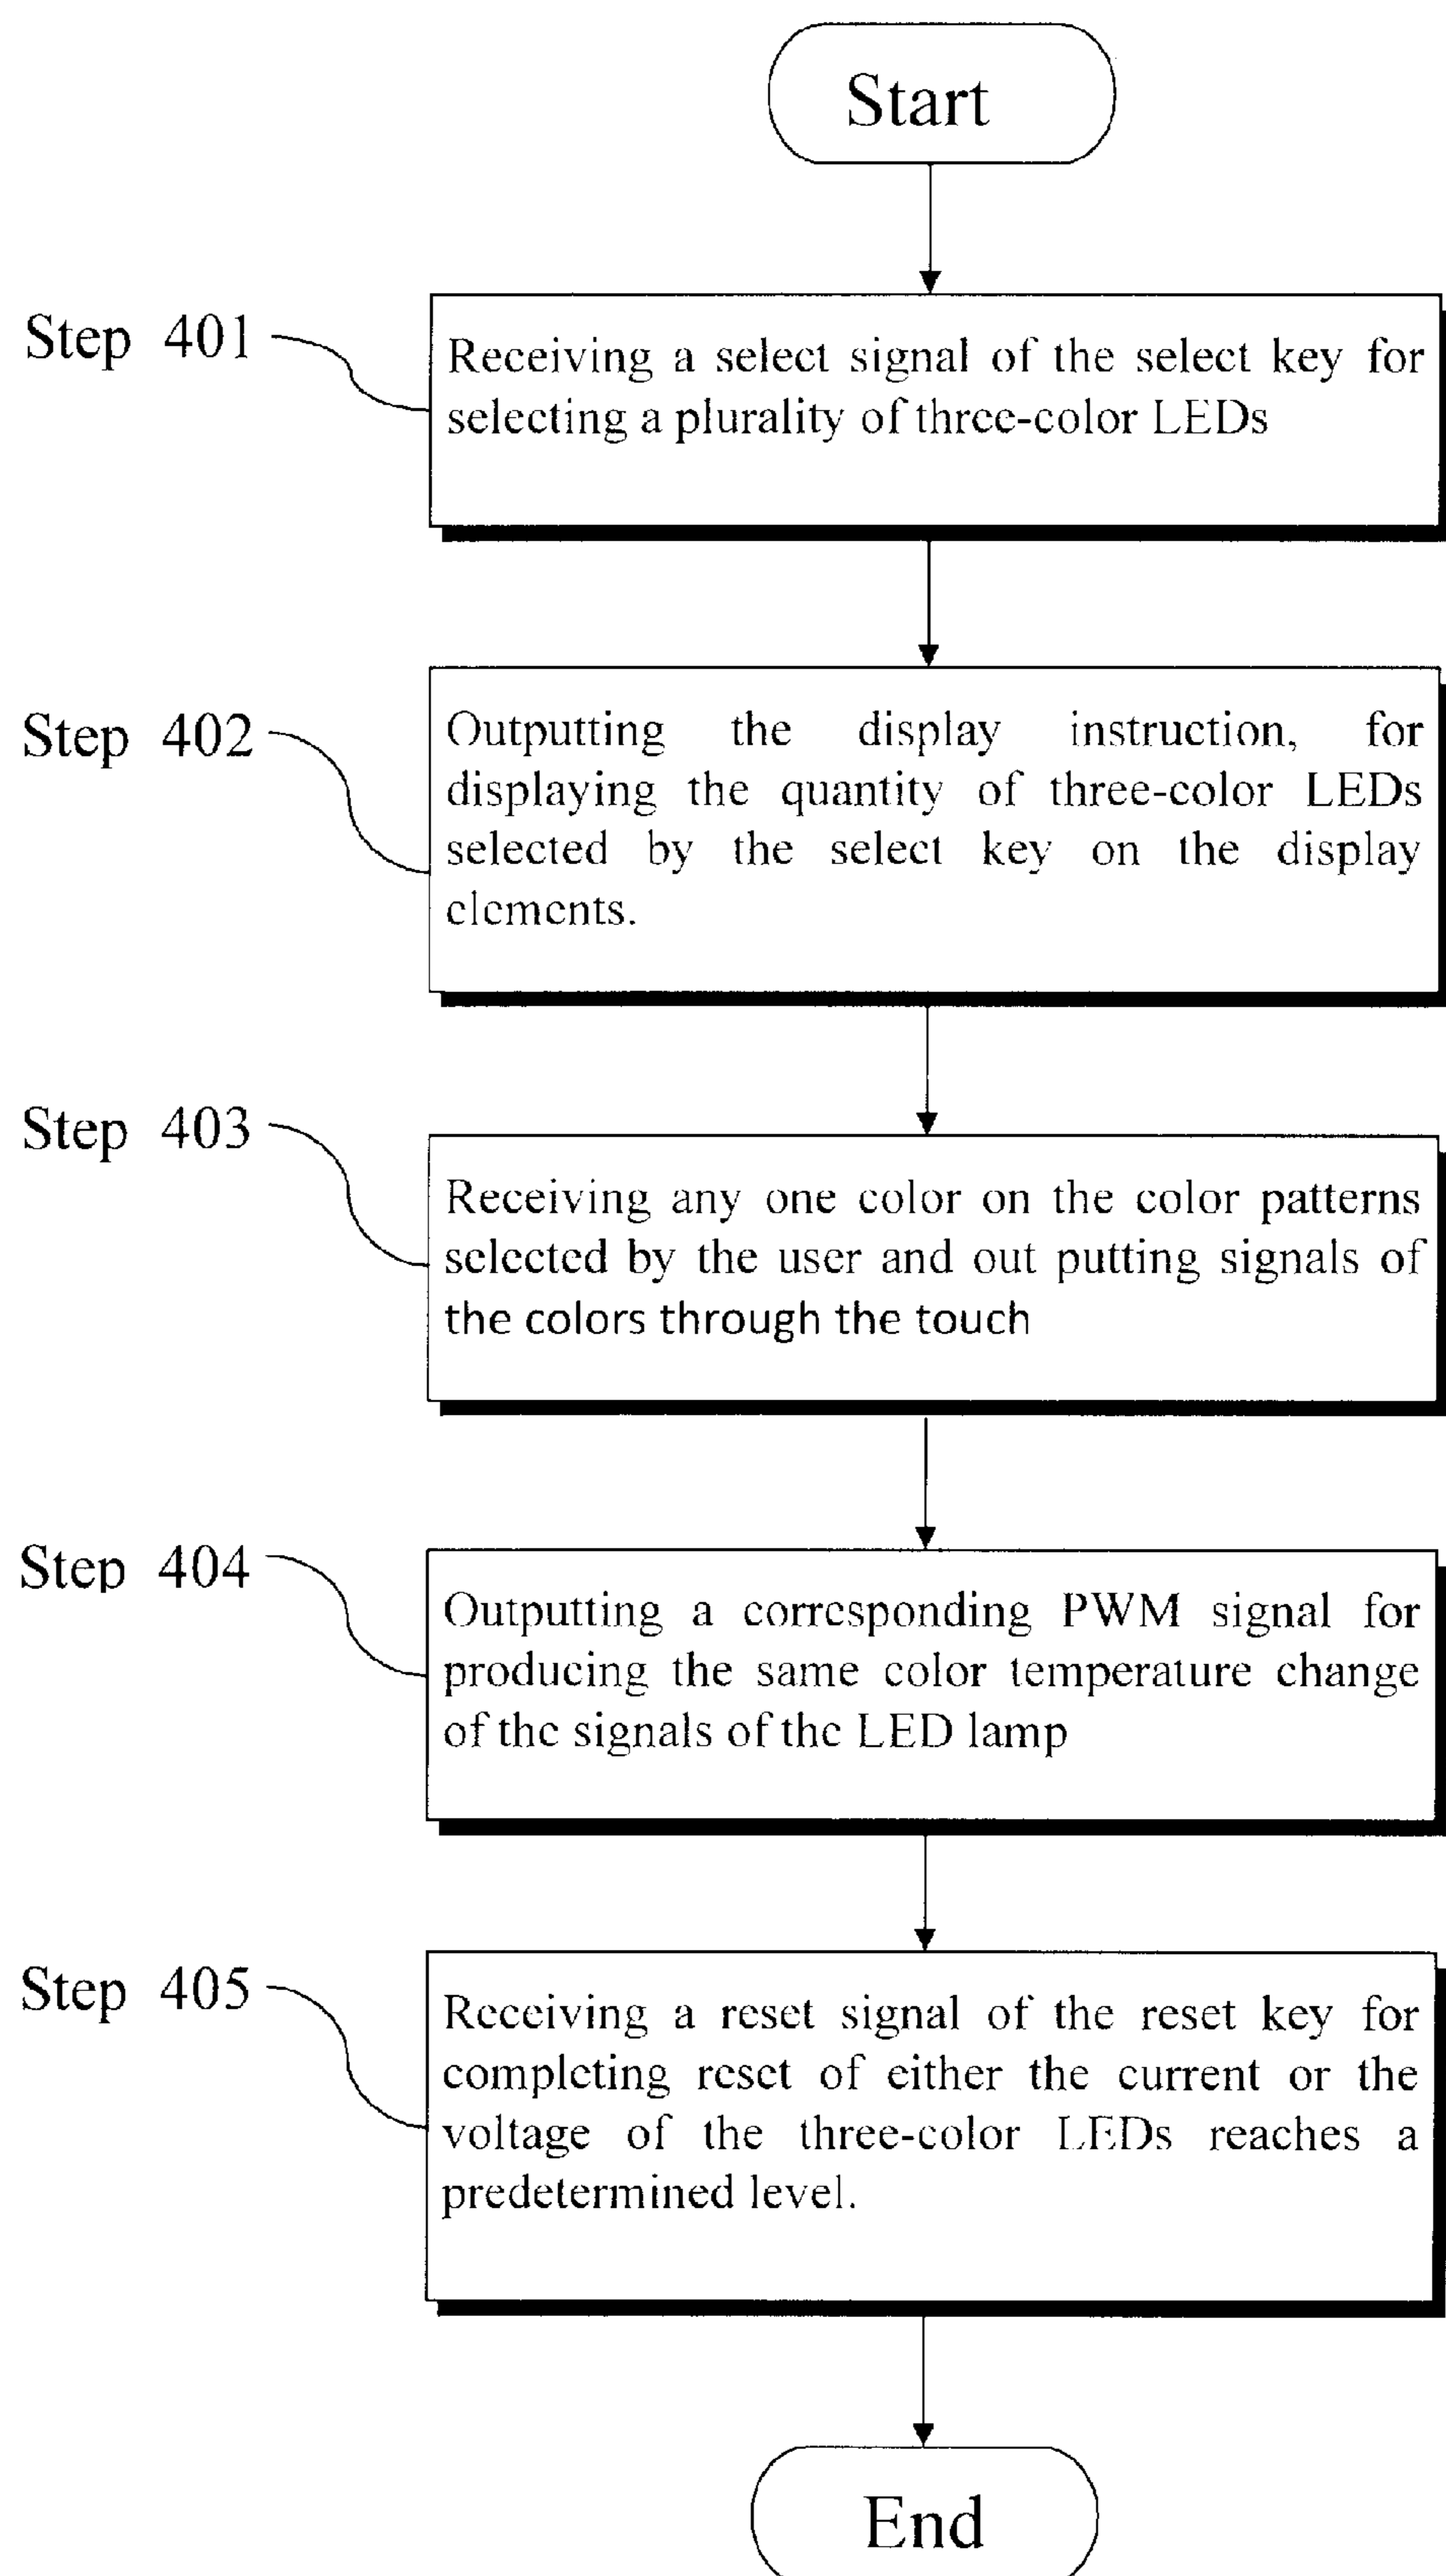 Start
Step 401
Receiving a select signal of the select key for
selecting a plurality of three-color LEDs
Step 402
Outputting the display instruction, for
displaying the quantity of three-color LEDs
selected by the select key on the display
elements.
Step 403
Receiving any one color on the color patterns
selected by the user and out putting signals of
the colors through the touch
Step 404
Outputting a corresponding PWM signal for
producing the same color temperature change
of the signals of the LED lamp
Step 405
Receiving a reset signal of the reset key for
completing reset of either the current or the
voltage of the three-color LEDs reaches a
predetermined level.
End